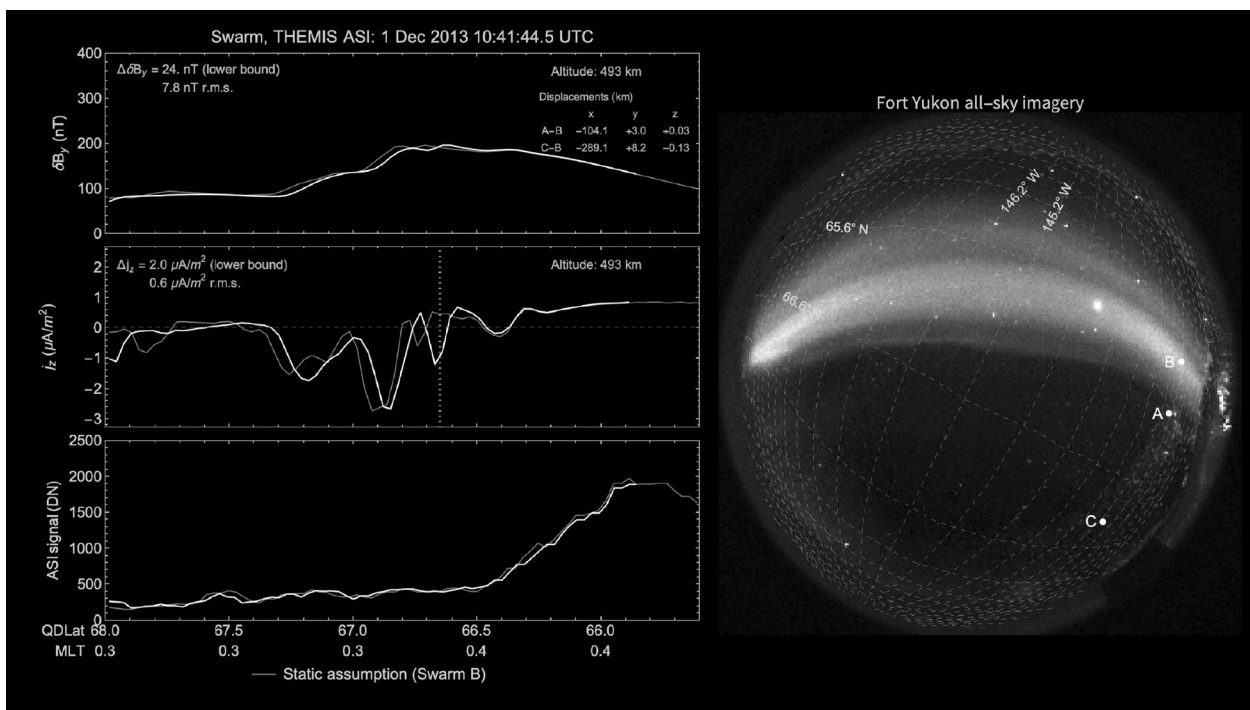 Swarm, THEMIS ASI: 1 Dec 2013 10:41:44.5 UTC
400
300
200
100
0
δBy (nT)
ΔδBy = 24. nT (lower bound)
7.8 nT r.m.s.
Altitude: 493 km
Displacements (km)
x y z
A−B −104.1 +3.0 +0.03
C−B −289.1 +8.2 −0.13
2
1
0
−1
−2
−3
jz (μA/m²)
Δjz = 2.0 μA/m² (lower bound)
0.6 μA/m² r.m.s.
Altitude: 493 km
2500
2000
1500
1000
500
0
ASI signal (DN)
QDLat 68.0 67.5 67.0 66.5 66.0
MLT 0.3 0.3 0.3 0.4 0.4
Static assumption (Swarm B)
Fort Yukon all−sky imagery
146.2° W
145.2° W
65.6° N
66.6°
B
A
C